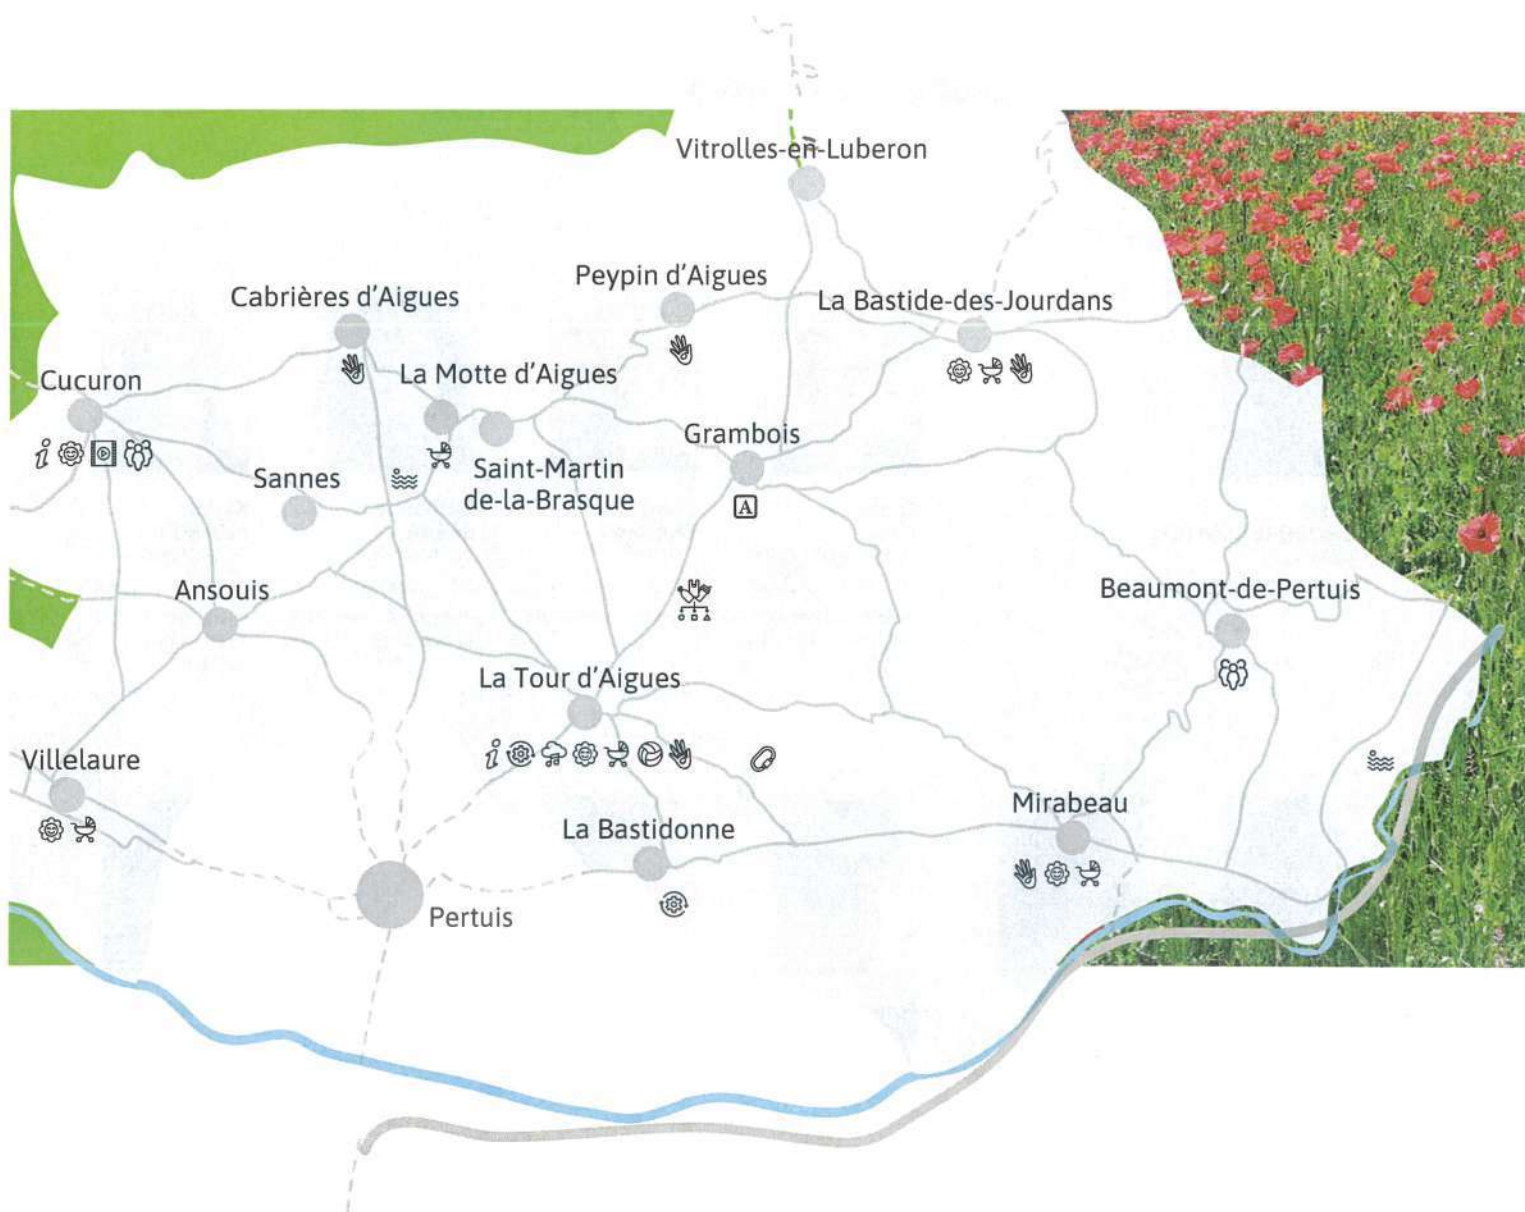 Vitrolles-en-Luberon
Peypin d’Aigues
Cabrières d’Aigues
La Bastide-des-Jourdans
Cucuron
La Motte d’Aigues
Grambois
Sannes
Saint-Martin
de-la-Brasque
A
Ansouis
Beaumont-de-Pertuis
La Tour d’Aigues
Villelaure
Mirabeau
La Bastidonne
Pertuis